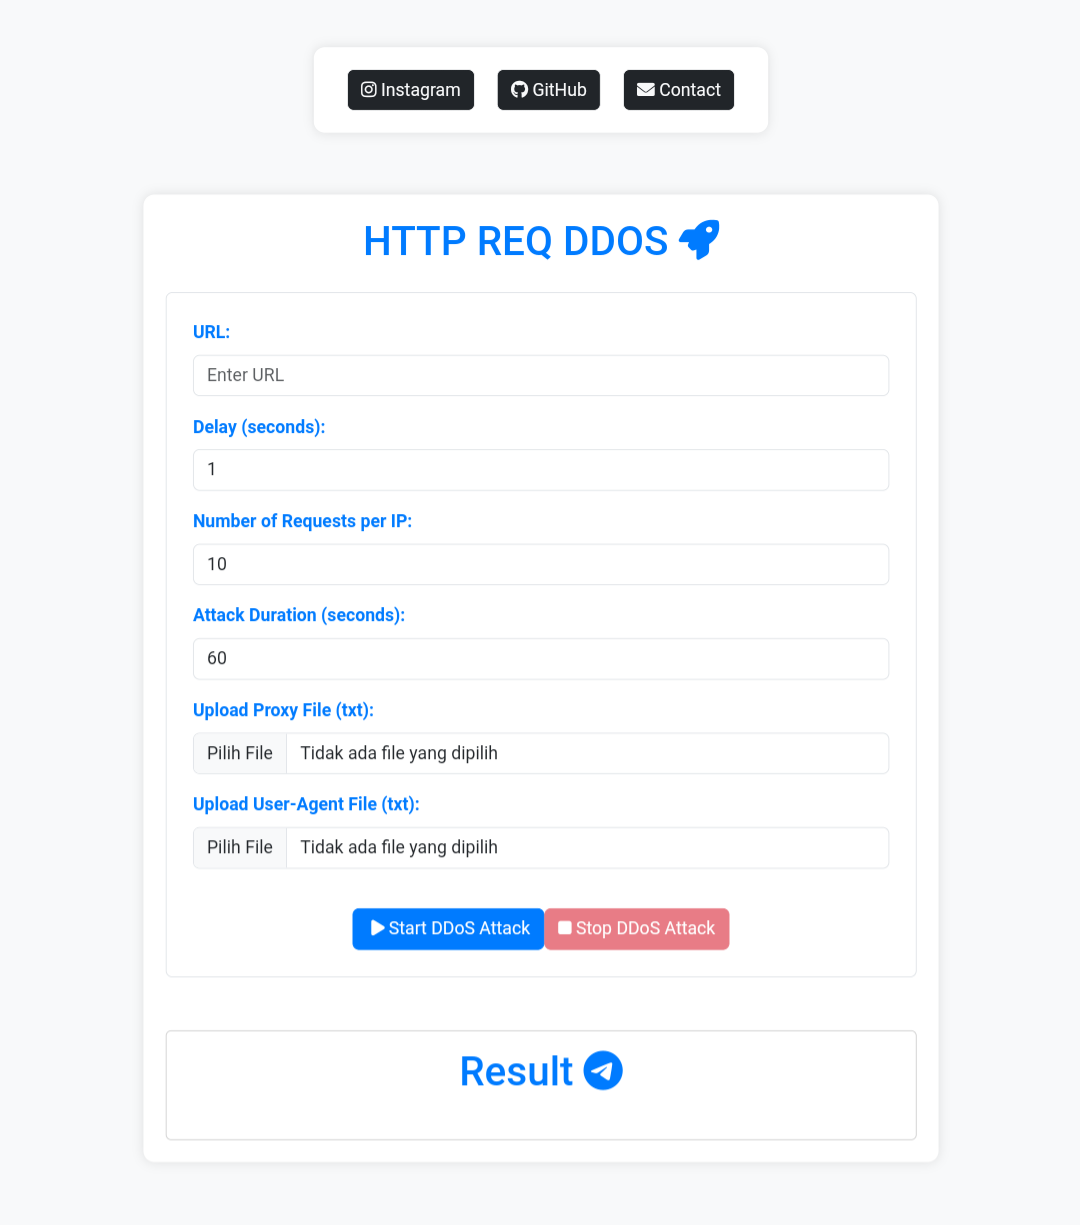 Instagram GitHub Contact
HTTP REQ DDOS
URL:
Enter URL
Delay (seconds):
1
Number of Requests per IP:
10
Attack Duration (seconds):
60
Upload Proxy File (txt):
Pilih File Tidak ada file yang dipilih
Upload User-Agent File (txt):
Pilih File Tidak ada file yang dipilih
Start DDoS Attack Stop DDoS Attack
Result